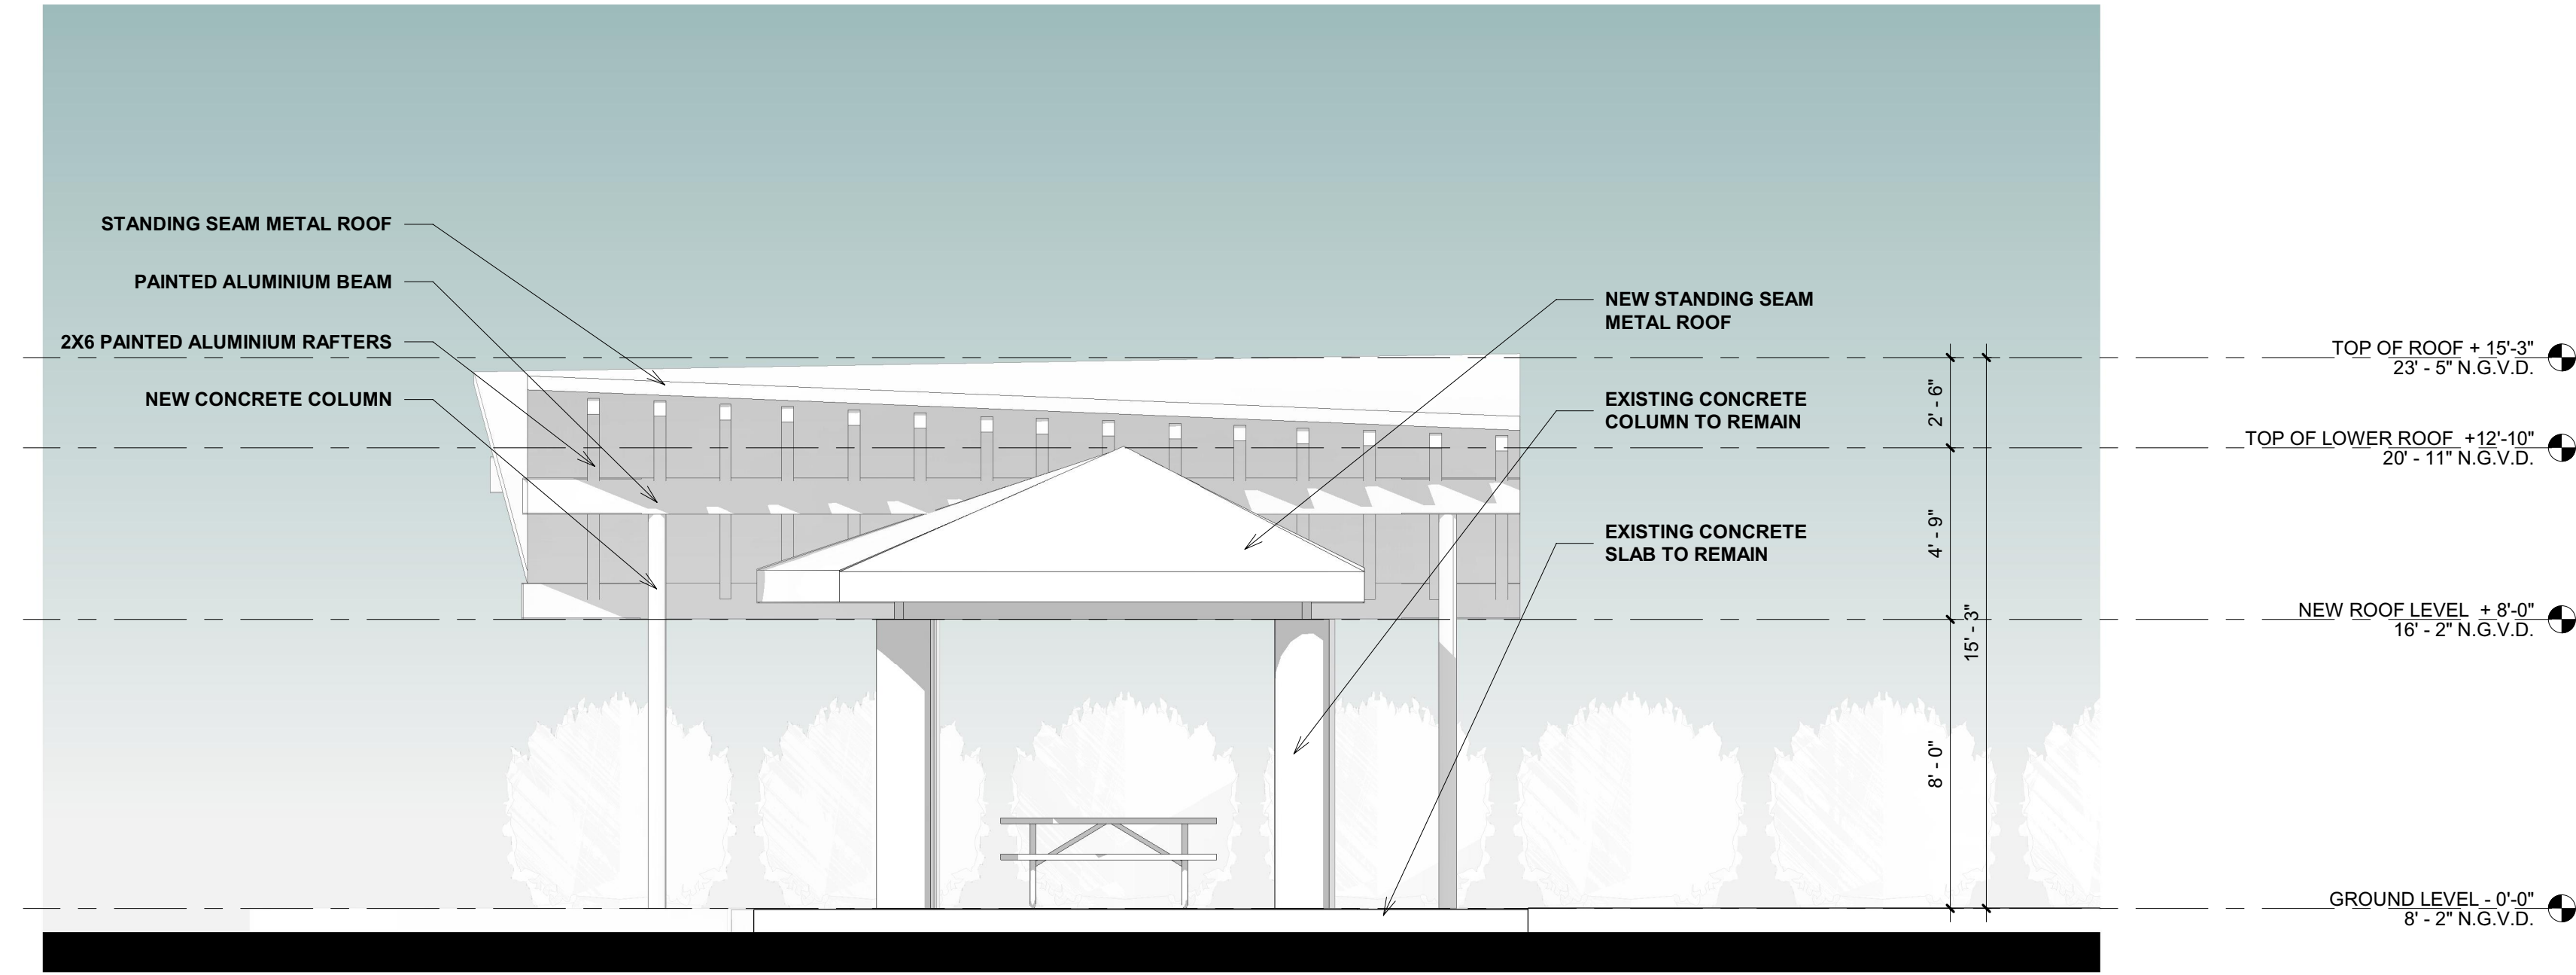 STANDING SEAM METAL ROOF
PAINTED ALUMINIUM BEAM
2X6 PAINTED ALUMINIUM RAFTERS
NEW CONCRETE COLUMN
NEW STANDING SEAM
METAL ROOF
EXISTING CONCRETE
COLUMN TO REMAIN
EXISTING CONCRETE
SLAB TO REMAIN
2' - 6"
4' - 9"
8' - 0"
15' - 3"
TOP OF ROOF + 15'-3"
23' - 5" N.G.V.D.
TOP OF LOWER ROOF +12'-10"
20' - 11" N.G.V.D.
NEW ROOF LEVEL + 8'-0"
16' - 2" N.G.V.D.
GROUND LEVEL - 0'-0"
8' - 2" N.G.V.D.